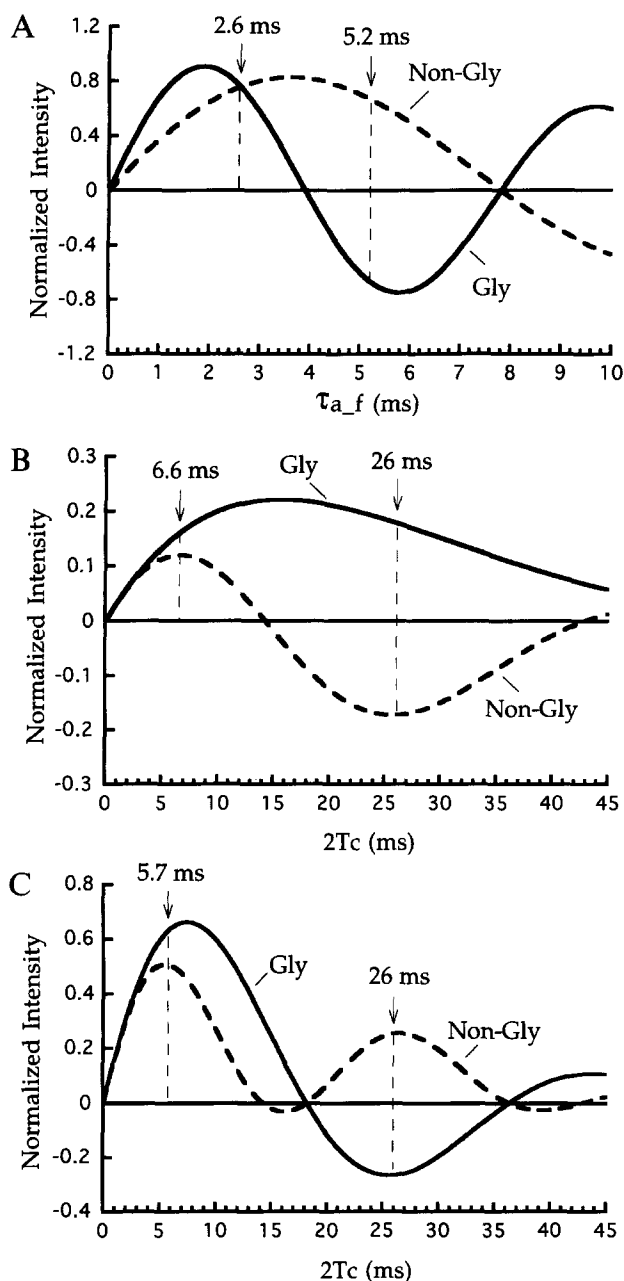 A
2.6 ms
5.2 ms
Non-Gly
Gly
Normalized Intensity
1.2
0.8
0.4
0
-0.4
-0.8
-1.2
0 1 2 3 4 5 6 7 8 9 10
τa_f (ms)
B
6.6 ms
Gly
26 ms
Non-Gly
Normalized Intensity
0.3
0.2
0.1
0
-0.1
-0.2
-0.3
0 5 10 15 20 25 30 35 40 45
2Tc (ms)
C
5.7 ms
Gly
26 ms
Non-Gly
Normalized Intensity
0.8
0.6
0.4
0.2
0
-0.2
-0.4
0 5 10 15 20 25 30 35 40 45
2Tc (ms)